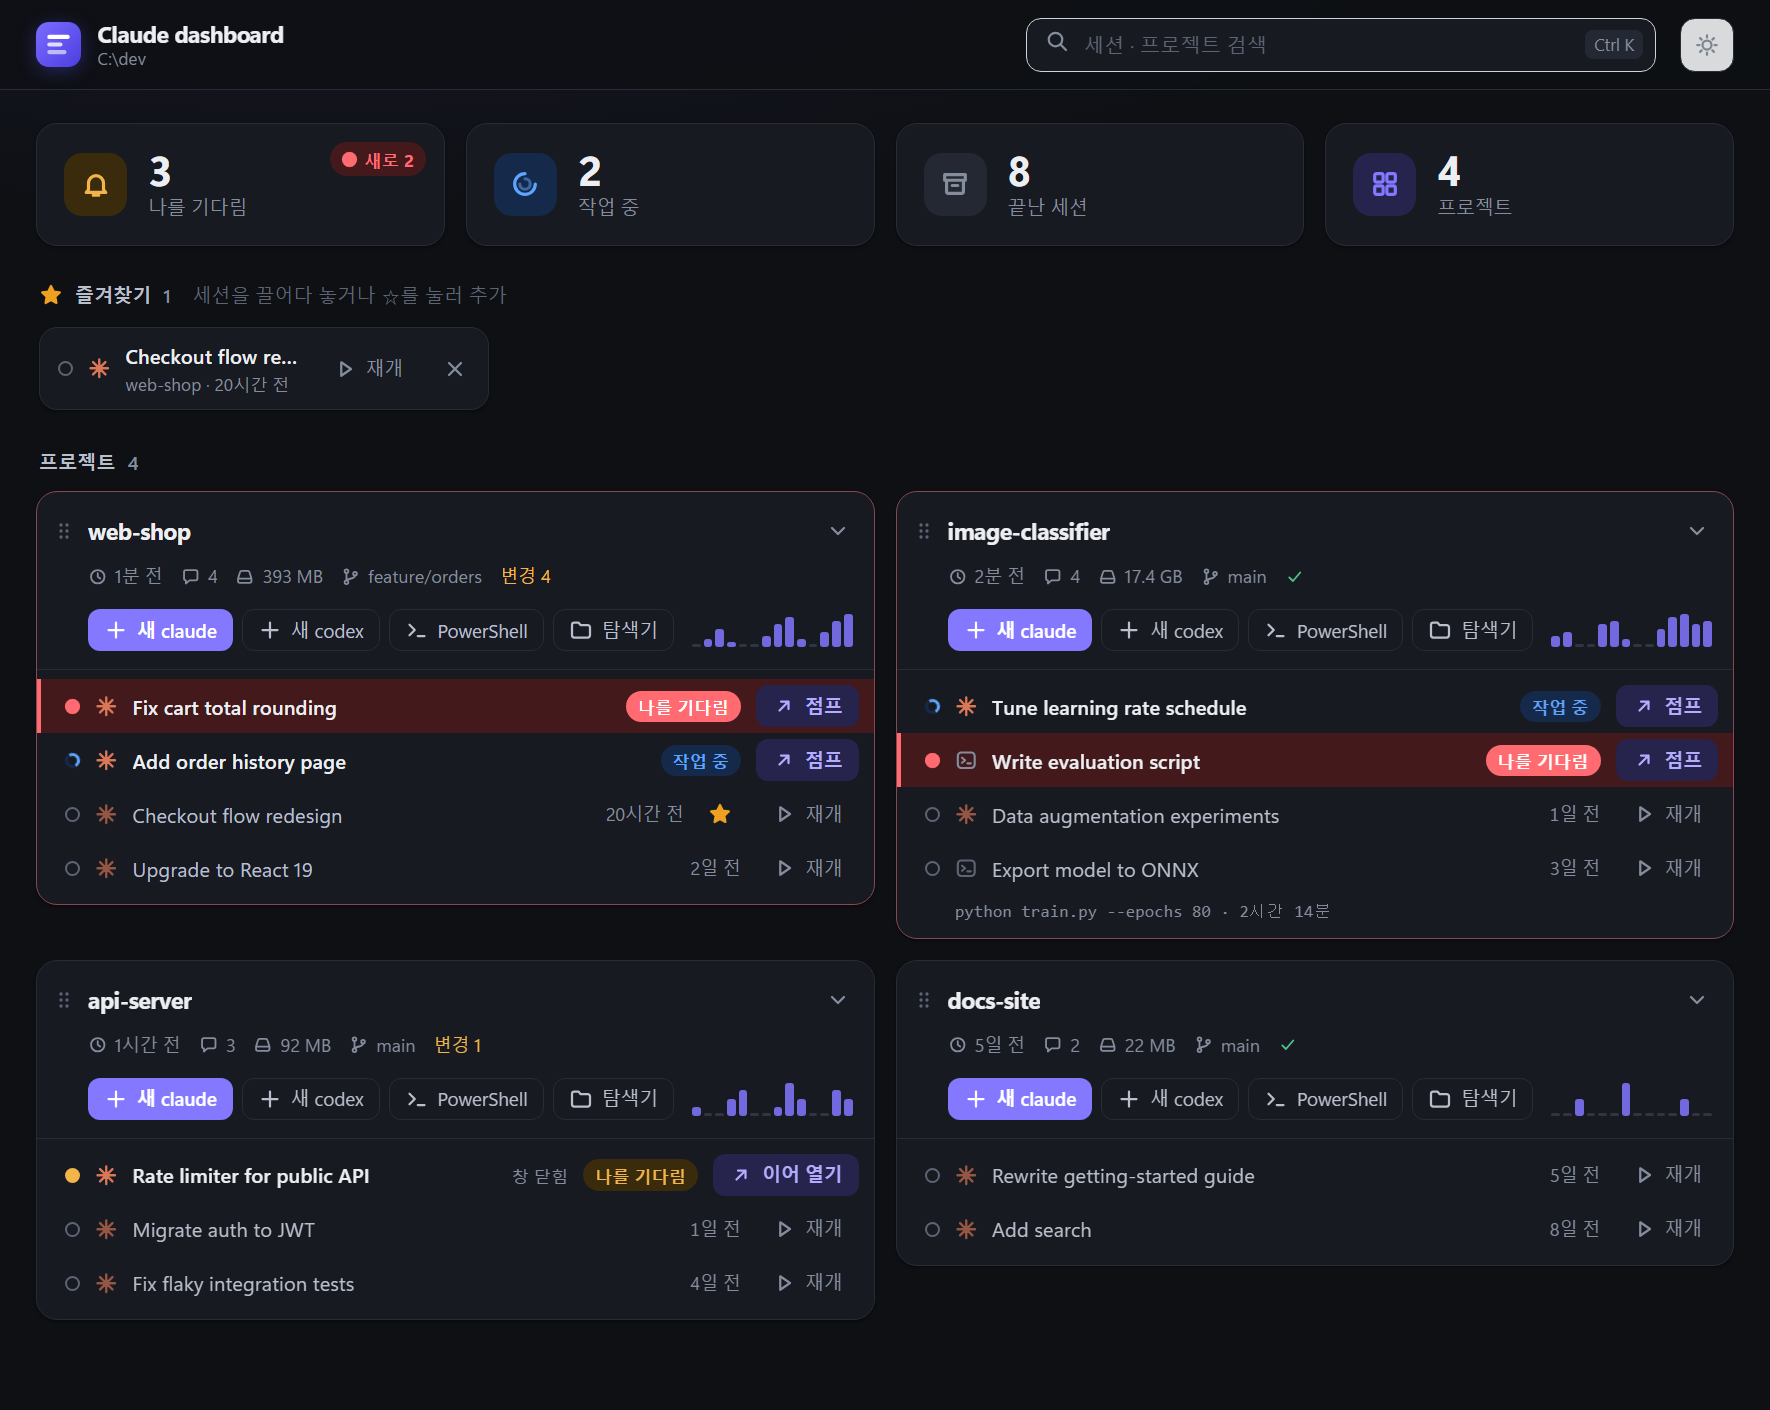 Claude dashboard
C:\dev
세션 · 프로젝트 검색
Ctrl K
3
나를 기다림
새로 2
2
작업 중
8
끝난 세션
4
프로젝트
즐겨찾기 1 세션을 끌어다 놓거나 ☆를 눌러 추가
Checkout flow re...
web-shop · 20시간 전
재개
프로젝트 4
web-shop
1분 전 4 393 MB feature/orders 변경 4
새 claude 새 codex PowerShell 탐색기
Fix cart total rounding 나를 기다림 점프
Add order history page 작업 중 점프
Checkout flow redesign 20시간 전 재개
Upgrade to React 19 2일 전 재개
image-classifier
2분 전 4 17.4 GB main
새 claude 새 codex PowerShell 탐색기
Tune learning rate schedule 작업 중 점프
Write evaluation script 나를 기다림 점프
Data augmentation experiments 1일 전 재개
Export model to ONNX 3일 전 재개
python train.py --epochs 80 · 2시간 14분
api-server
1시간 전 3 92 MB main 변경 1
새 claude 새 codex PowerShell 탐색기
Rate limiter for public API 창 닫힘 나를 기다림 이어 열기
Migrate auth to JWT 1일 전 재개
Fix flaky integration tests 4일 전 재개
docs-site
5일 전 2 22 MB main
새 claude 새 codex PowerShell 탐색기
Rewrite getting-started guide 5일 전 재개
Add search 8일 전 재개